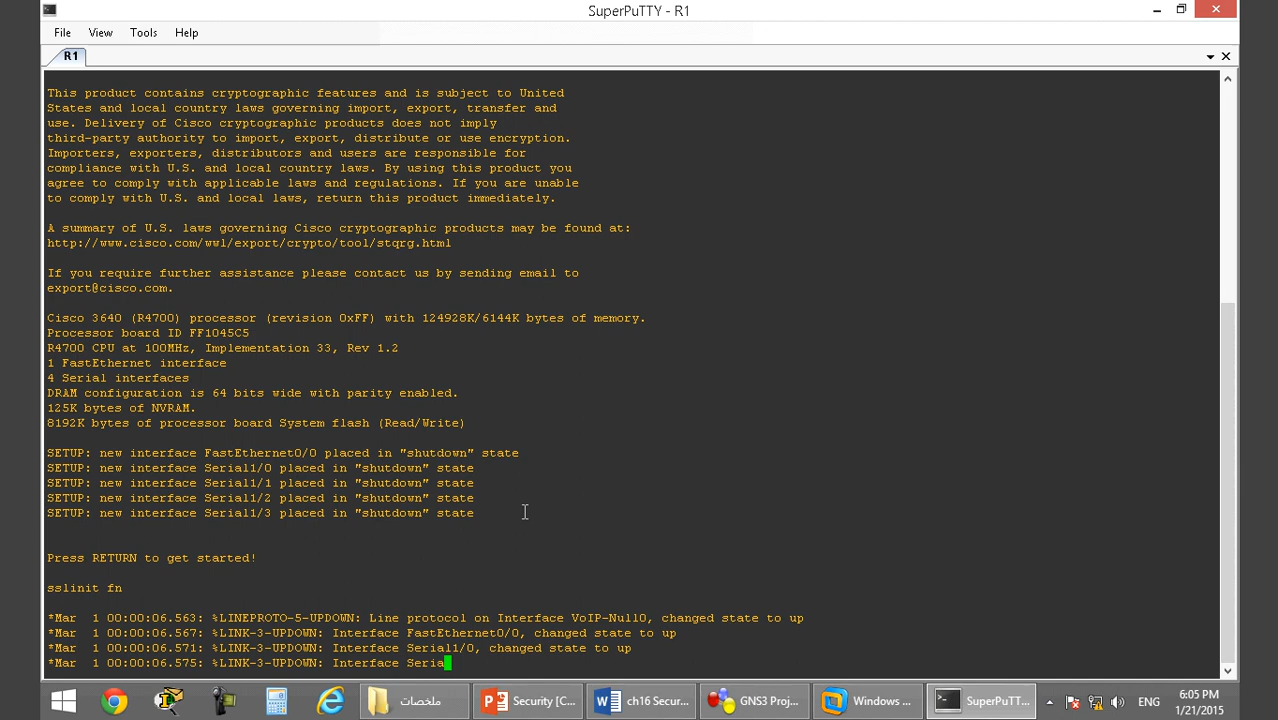 SuperPuTTY - R1
File View Tools Help
R1
This product contains cryptographic features and is subject to United
States and local country laws governing import, export, transfer and
use. Delivery of Cisco cryptographic products does not imply
third-party authority to import, export, distribute or use encryption.
Importers, exporters, distributors and users are responsible for
compliance with U.S. and local country laws. By using this product you
agree to comply with applicable laws and regulations. If you are unable
to comply with U.S. and local laws, return this product immediately.
A summary of U.S. laws governing Cisco cryptographic products may be found at:
http://www.cisco.com/wwl/export/crypto/tool/stqrg.html
If you require further assistance please contact us by sending email to
export@cisco.com.
Cisco 3640 (R4700) processor (revision 0xFF) with 124928K/6144K bytes of memory.
Processor board ID FF1045C5
R4700 CPU at 100MHz, Implementation 33, Rev 1.2
1 FastEthernet interface
4 Serial interfaces
DRAM configuration is 64 bits wide with parity enabled.
125K bytes of NVRAM.
8192K bytes of processor board System flash (Read/Write)
SETUP: new interface FastEthernet0/0 placed in "shutdown" state
SETUP: new interface Serial1/0 placed in "shutdown" state
SETUP: new interface Serial1/1 placed in "shutdown" state
SETUP: new interface Serial1/2 placed in "shutdown" state
SETUP: new interface Serial1/3 placed in "shutdown" state
Press RETURN to get started!
sslinit fn
*Mar  1 00:00:06.563: %LINEPROTO-5-UPDOWN: Line protocol on Interface VoIP-Null0, changed state to up
*Mar  1 00:00:06.567: %LINK-3-UPDOWN: Interface FastEthernet0/0, changed state to up
*Mar  1 00:00:06.571: %LINK-3-UPDOWN: Interface Serial1/0, changed state to up
*Mar  1 00:00:06.575: %LINK-3-UPDOWN: Interface Seria
ملخصات Security [C... ch16 Secur... GNS3 Proj... Windows ... SuperPuTT... ENG 6:05 PM
1/21/2015